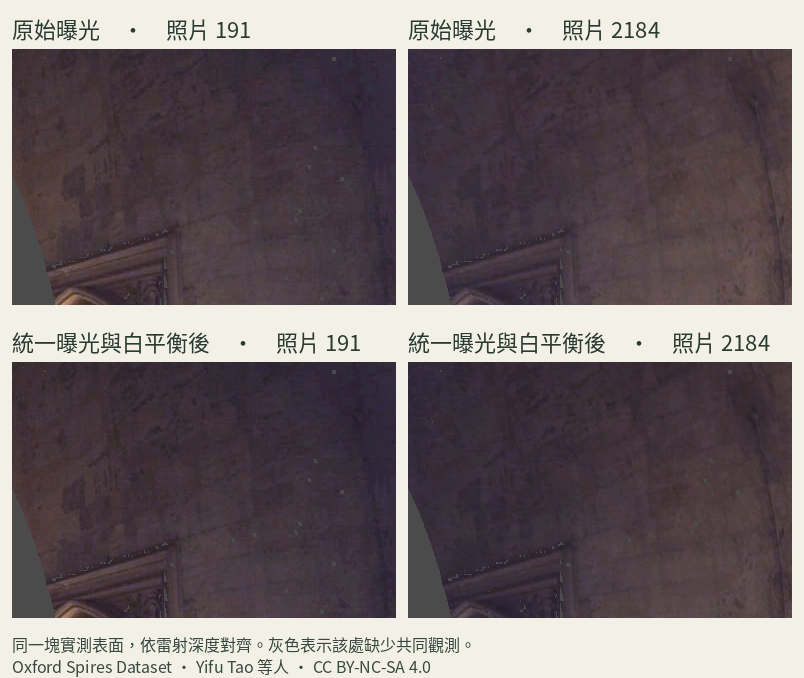 原始曝光 ・ 照片 191
原始曝光 ・ 照片 2184
統一曝光與白平衡後 ・ 照片 191
統一曝光與白平衡後 ・ 照片 2184
同一塊實測表面，依雷射深度對齊。灰色表示該處缺少共同觀測。
Oxford Spires Dataset ・ Yifu Tao 等人 ・ CC BY-NC-SA 4.0